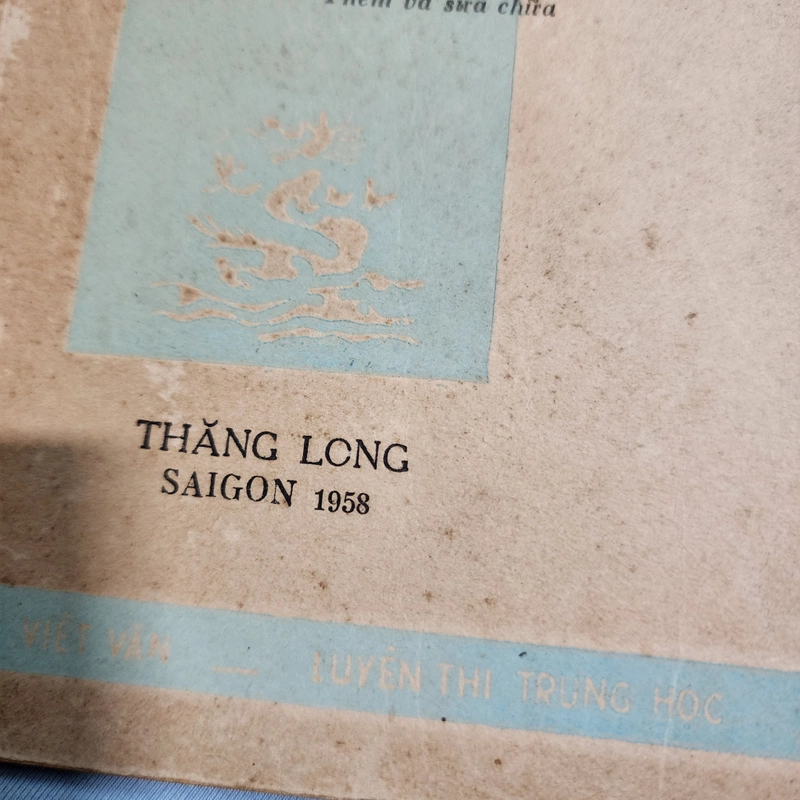 Thêm và sửa chữa
THĂNG LONG
SAIGON 1958
VIỆT VĂN — LUYỆN THI TRUNG HỌC